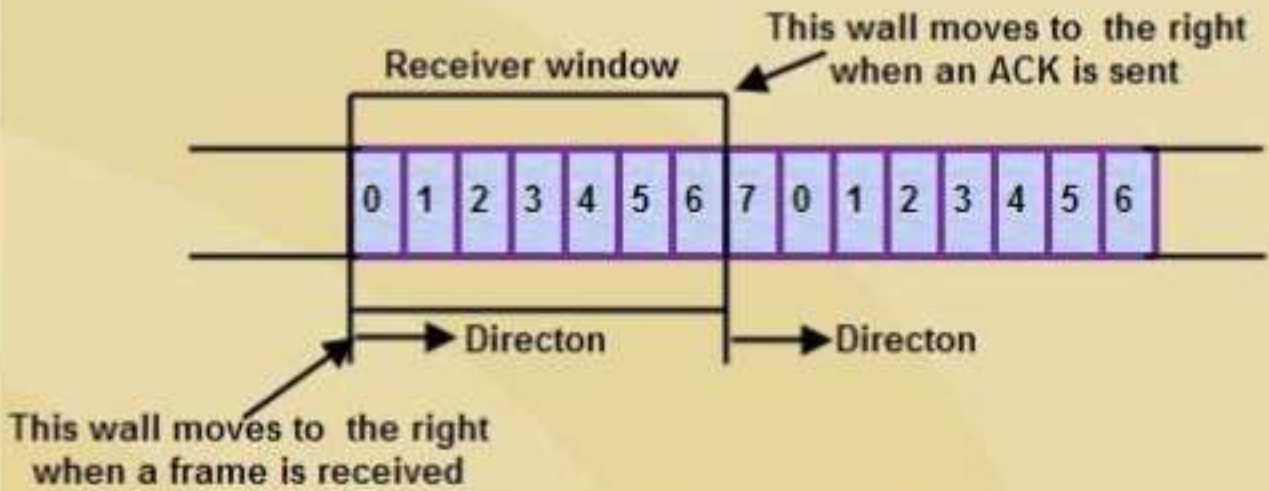 This wall moves to the right
when an ACK is sent
Receiver window
0 1 2 3 4 5 6 7 0 1 2 3 4 5 6
Directon
Directon
This wall moves to the right
when a frame is received